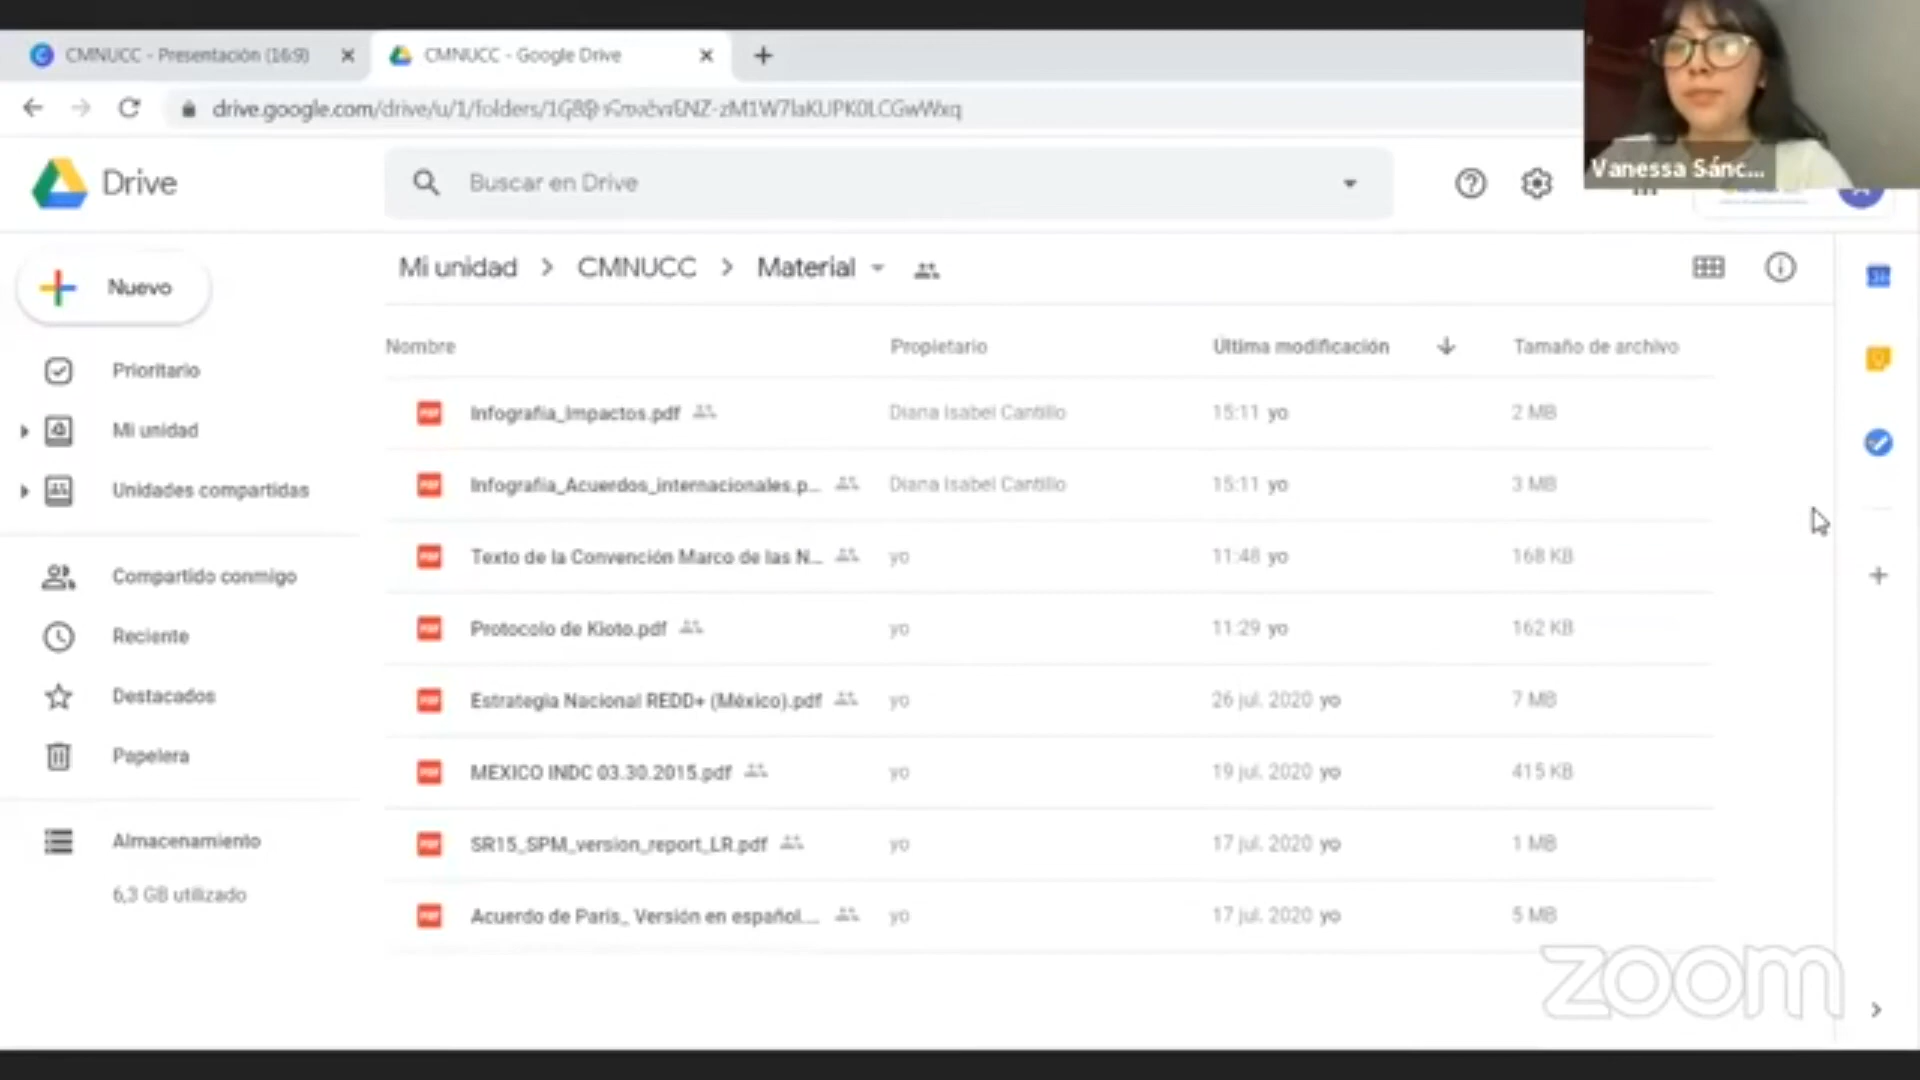 CMNUCC - Presentación (16:9)
CMNUCC - Google Drive
Vanessa Sánc...
Drive
Buscar en Drive
Nuevo
Mi unidad > CMNUCC > Material
Nombre Propietario Última modificación Tamaño de archivo
Prioritario
Mi unidad
Unidades compartidas
Compartido conmigo
Reciente
Destacados
Papelera
Almacenamiento
6,3 GB utilizado
Infografia_Impactos.pdf Diana Isabel Cantillo 15:11 yo 2 MB
Infografia_Acuerdos_internacionales.p... Diana Isabel Cantillo 15:11 yo 3 MB
Texto de la Convención Marco de las N... yo 11:48 yo 168 KB
Protocolo de Kioto.pdf yo 11:29 yo 162 KB
Estrategia Nacional REDD+ (México).pdf yo 26 jul. 2020 yo 7 MB
MEXICO INDC 03.30.2015.pdf yo 19 jul. 2020 yo 415 KB
SR15_SPM_version_report_LR.pdf yo 17 jul. 2020 yo 1 MB
Acuerdo de París_ Versión en español.... yo 17 jul. 2020 yo 5 MB
zoom